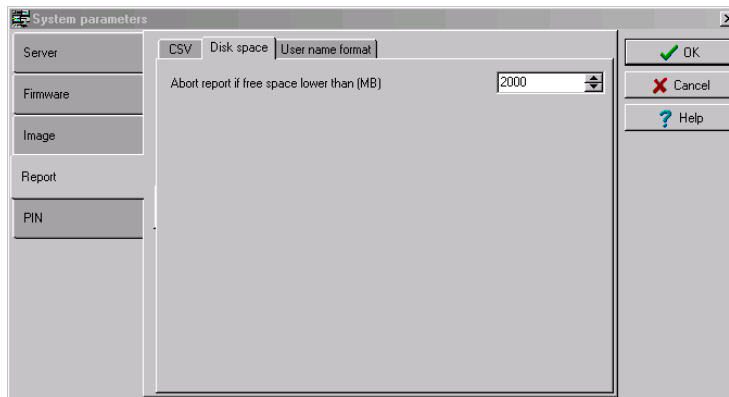 System parameters
Server
Firmware
Image
Report
PIN
CSV Disk space User name format
Abort report if free space lower than (MB) 2000
OK
Cancel
Help